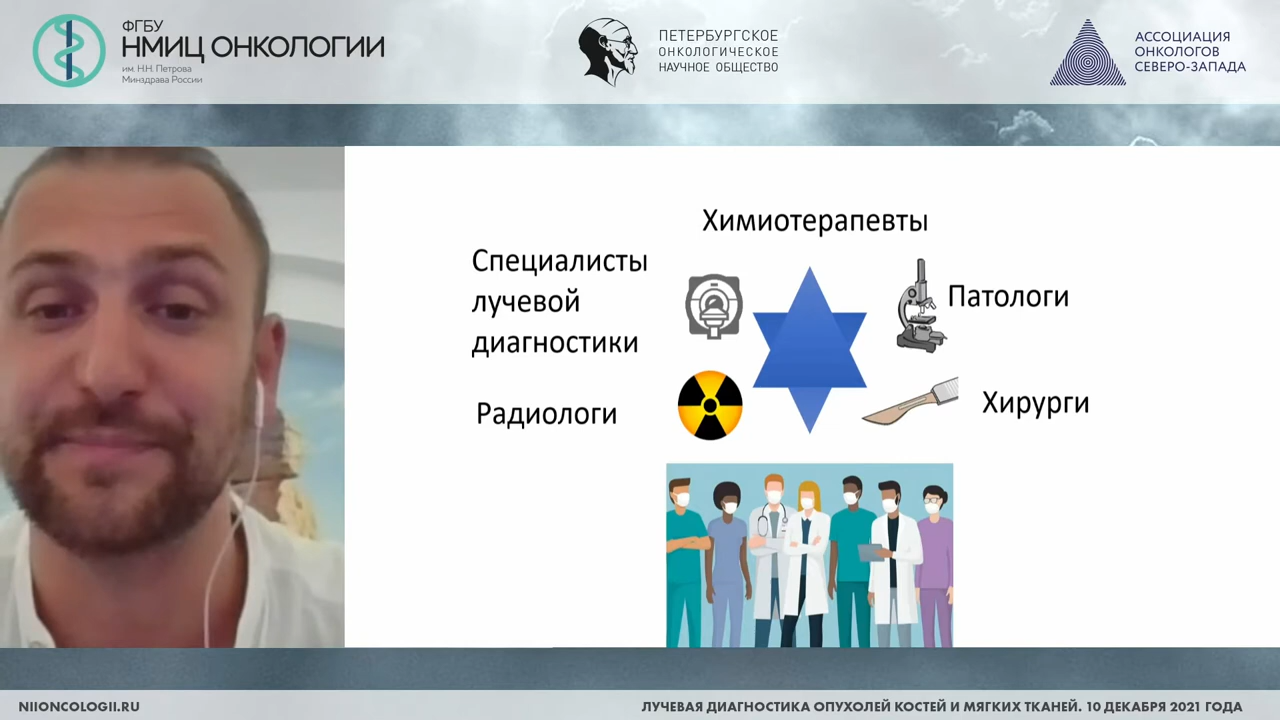 ФГБУ
НМИЦ ОНКОЛОГИИ
им. Н.Н. Петрова
Минздрава России
ПЕТЕРБУРГСКОЕ
ОНКОЛОГИЧЕСКОЕ
НАУЧНОЕ ОБЩЕСТВО
АССОЦИАЦИЯ
ОНКОЛОГОВ
СЕВЕРО-ЗАПАДА
Химиотерапевты
Специалисты
лучевой
диагностики
Патологи
Радиологи
Хирурги
NIIONCOLOGII.RU
ЛУЧЕВАЯ ДИАГНОСТИКА ОПУХОЛЕЙ КОСТЕЙ И МЯГКИХ ТКАНЕЙ. 10 ДЕКАБРЯ 2021 ГОДА